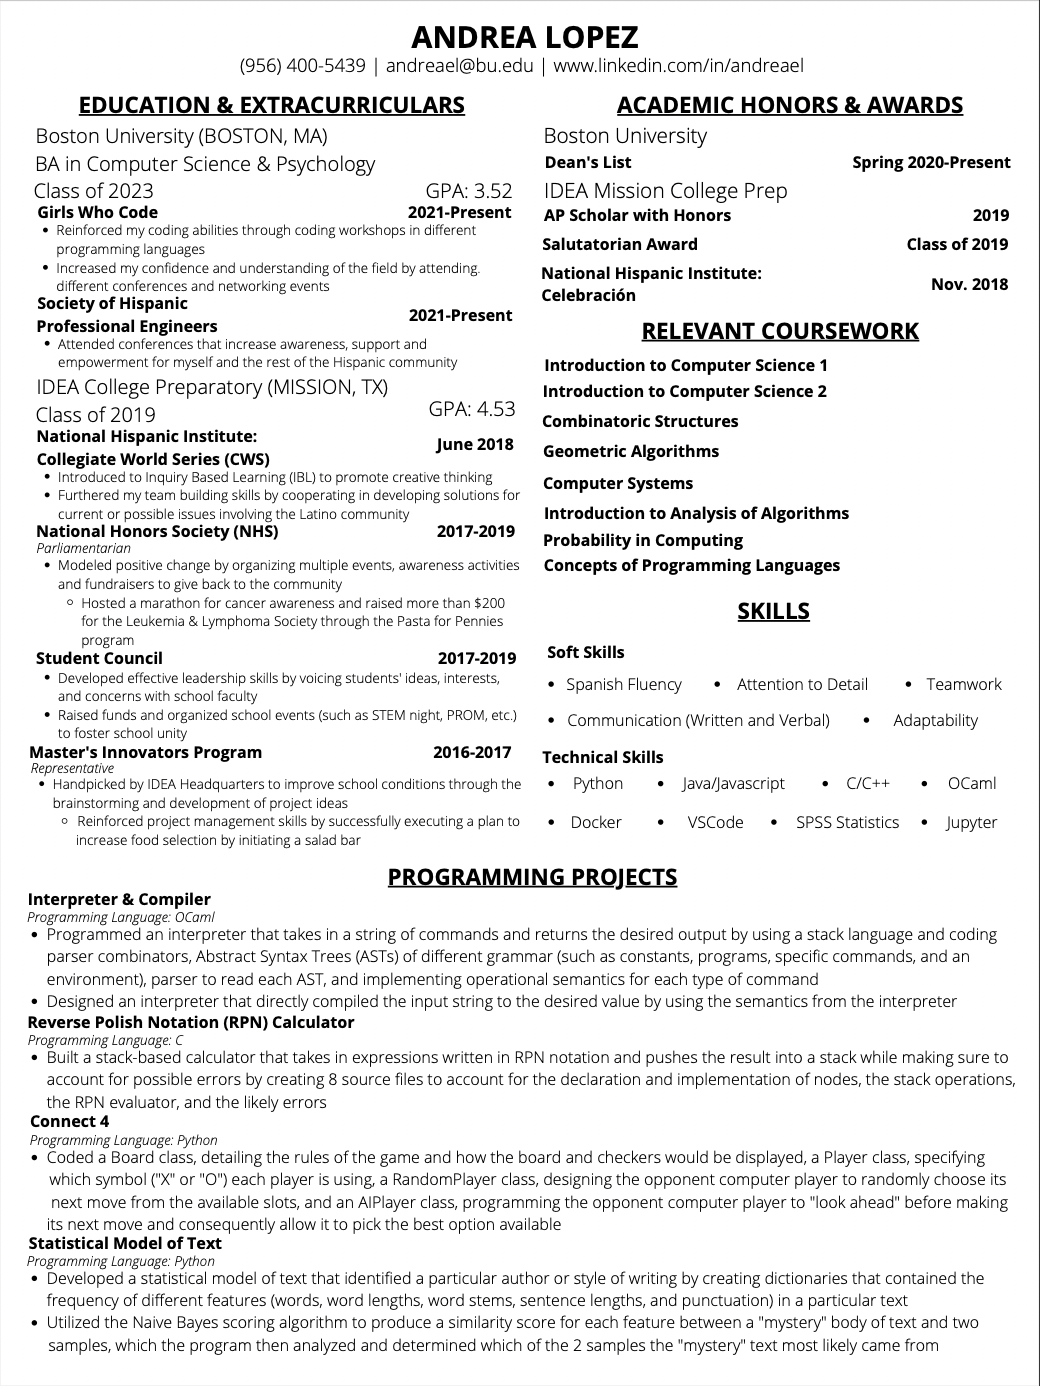 ANDREA LOPEZ
(956) 400-5439 | andreael@bu.edu | www.linkedin.com/in/andreael
EDUCATION & EXTRACURRICULARS
Boston University (BOSTON, MA)
BA in Computer Science & Psychology
Class of 2023 GPA: 3.52
Girls Who Code 2021-Present
• Reinforced my coding abilities through coding workshops in different
programming languages
• Increased my confidence and understanding of the field by attending.
different conferences and networking events
Society of Hispanic
Professional Engineers 2021-Present
• Attended conferences that increase awareness, support and
empowerment for myself and the rest of the Hispanic community
IDEA College Preparatory (MISSION, TX)
Class of 2019 GPA: 4.53
National Hispanic Institute: June 2018
Collegiate World Series (CWS)
• Introduced to Inquiry Based Learning (IBL) to promote creative thinking
• Furthered my team building skills by cooperating in developing solutions for
current or possible issues involving the Latino community
National Honors Society (NHS) 2017-2019
Parliamentarian
• Modeled positive change by organizing multiple events, awareness activities
and fundraisers to give back to the community
◦ Hosted a marathon for cancer awareness and raised more than $200
for the Leukemia & Lymphoma Society through the Pasta for Pennies
program
Student Council 2017-2019
• Developed effective leadership skills by voicing students' ideas, interests,
and concerns with school faculty
• Raised funds and organized school events (such as STEM night, PROM, etc.)
to foster school unity
Master's Innovators Program 2016-2017
Representative
• Handpicked by IDEA Headquarters to improve school conditions through the
brainstorming and development of project ideas
◦ Reinforced project management skills by successfully executing a plan to
increase food selection by initiating a salad bar
ACADEMIC HONORS & AWARDS
Boston University
Dean's List Spring 2020-Present
IDEA Mission College Prep
AP Scholar with Honors 2019
Salutatorian Award Class of 2019
National Hispanic Institute: Nov. 2018
Celebración
RELEVANT COURSEWORK
Introduction to Computer Science 1
Introduction to Computer Science 2
Combinatoric Structures
Geometric Algorithms
Computer Systems
Introduction to Analysis of Algorithms
Probability in Computing
Concepts of Programming Languages
SKILLS
Soft Skills
• Spanish Fluency • Attention to Detail • Teamwork
• Communication (Written and Verbal) • Adaptability
Technical Skills
• Python • Java/Javascript • C/C++ • OCaml
• Docker • VSCode • SPSS Statistics • Jupyter
PROGRAMMING PROJECTS
Interpreter & Compiler
Programming Language: OCaml
• Programmed an interpreter that takes in a string of commands and returns the desired output by using a stack language and coding
parser combinators, Abstract Syntax Trees (ASTs) of different grammar (such as constants, programs, specific commands, and an
environment), parser to read each AST, and implementing operational semantics for each type of command
• Designed an interpreter that directly compiled the input string to the desired value by using the semantics from the interpreter
Reverse Polish Notation (RPN) Calculator
Programming Language: C
• Built a stack-based calculator that takes in expressions written in RPN notation and pushes the result into a stack while making sure to
account for possible errors by creating 8 source files to account for the declaration and implementation of nodes, the stack operations,
the RPN evaluator, and the likely errors
Connect 4
Programming Language: Python
• Coded a Board class, detailing the rules of the game and how the board and checkers would be displayed, a Player class, specifying
which symbol ("X" or "O") each player is using, a RandomPlayer class, designing the opponent computer player to randomly choose its
next move from the available slots, and an AIPlayer class, programming the opponent computer player to "look ahead" before making
its next move and consequently allow it to pick the best option available
Statistical Model of Text
Programming Language: Python
• Developed a statistical model of text that identified a particular author or style of writing by creating dictionaries that contained the
frequency of different features (words, word lengths, word stems, sentence lengths, and punctuation) in a particular text
• Utilized the Naive Bayes scoring algorithm to produce a similarity score for each feature between a "mystery" body of text and two
samples, which the program then analyzed and determined which of the 2 samples the "mystery" text most likely came from